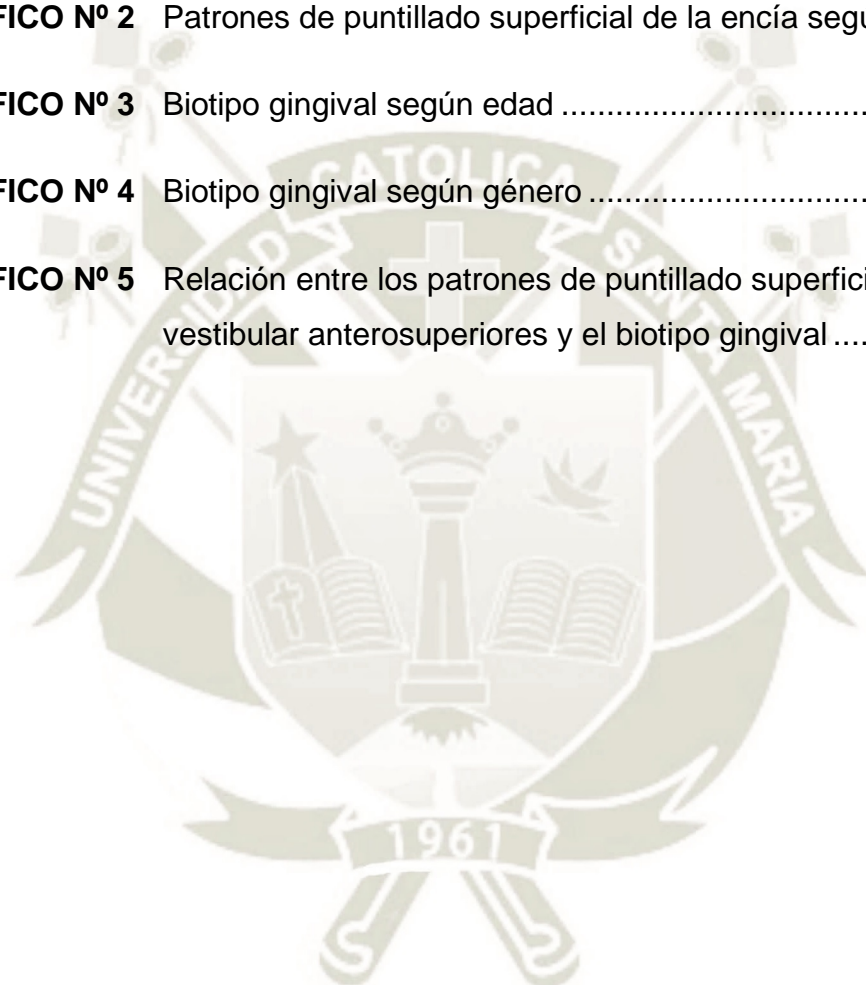 FICO Nº 2 Patrones de puntillado superficial de la encía segú
FICO Nº 3 Biotipo gingival según edad ..................................
FICO Nº 4 Biotipo gingival según género ...............................
FICO Nº 5 Relación entre los patrones de puntillado superfici
vestibular anterosuperiores y el biotipo gingival ....
UNIVERSIDAD CATOLICA SANTA MARIA
1961